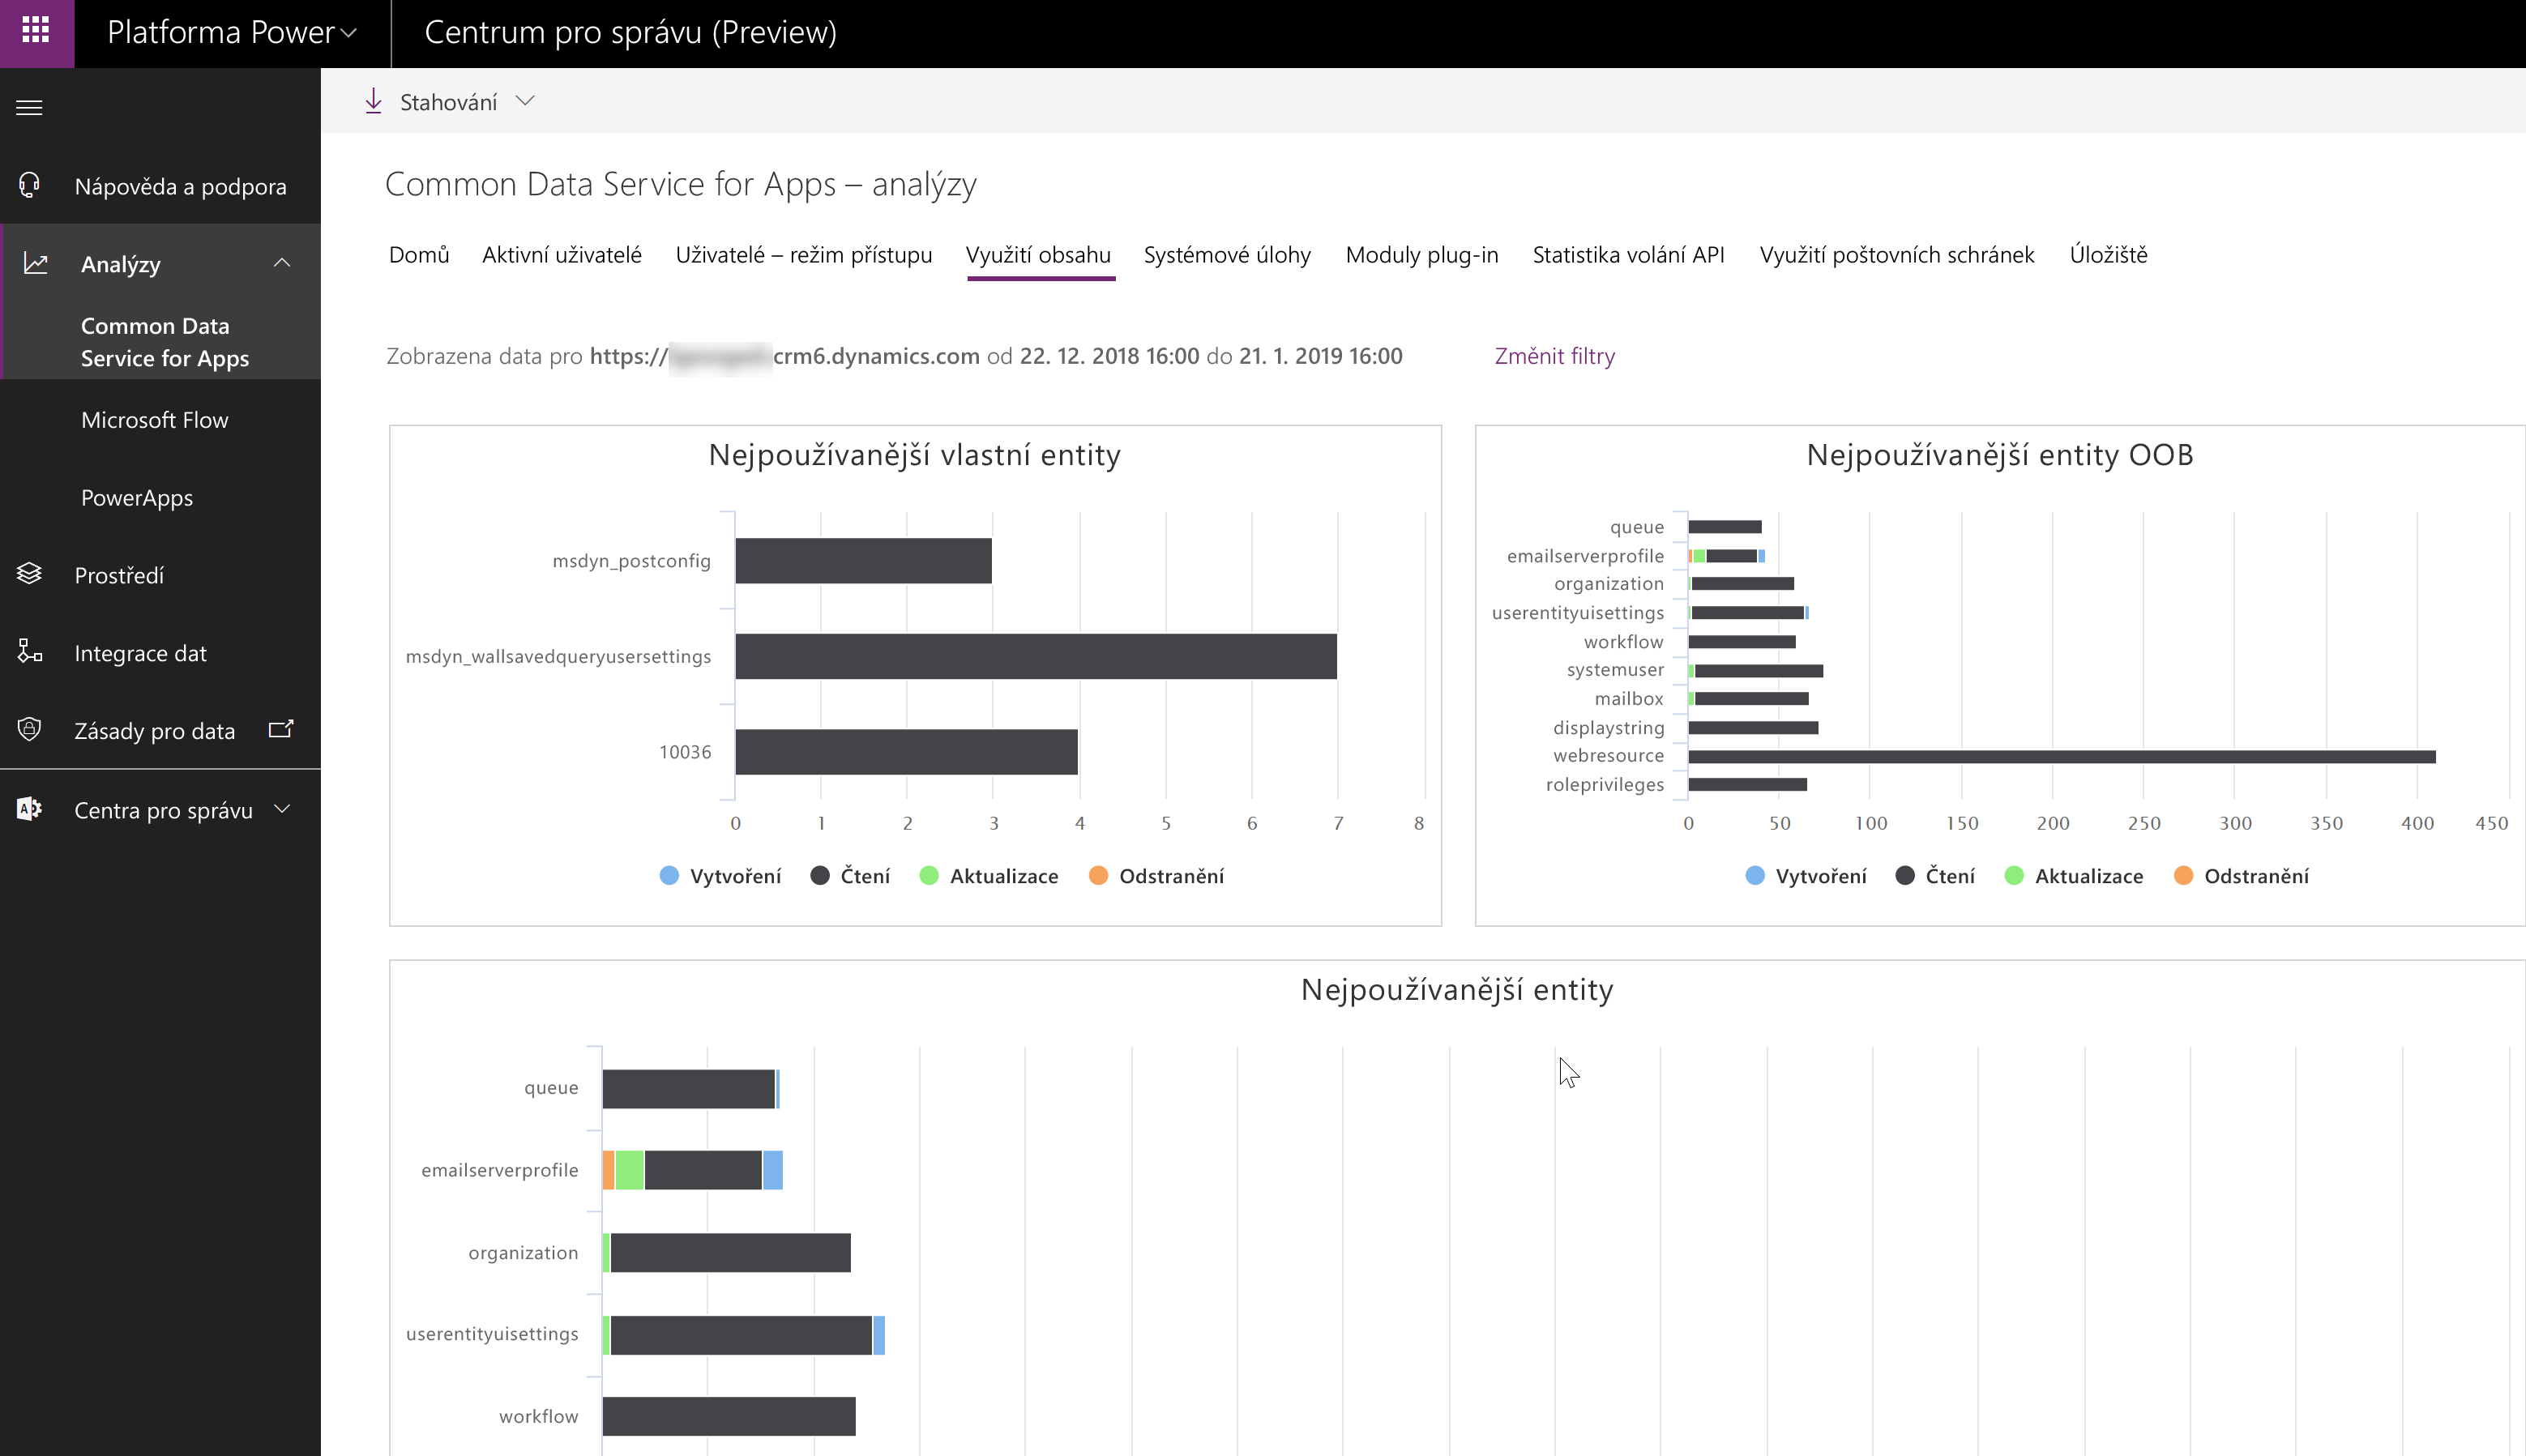 Platforma Power
Centrum pro správu (Preview)
Stahování
Nápověda a podpora
Analýzy
Common Data
Service for Apps
Microsoft Flow
PowerApps
Prostředí
Integrace dat
Zásady pro data
Centra pro správu
Common Data Service for Apps – analýzy
Domů Aktivní uživatelé Uživatelé – režim přístupu Využití obsahu Systémové úlohy Moduly plug-in Statistika volání API Využití poštovních schránek Úložiště
Zobrazena data pro https:// crm6.dynamics.com od 22. 12. 2018 16:00 do 21. 1. 2019 16:00 Změnit filtry
Nejpoužívanější vlastní entity
msdyn_postconfig
msdyn_wallsavedqueryusersettings
10036
0 1 2 3 4 5 6 7 8
Vytvoření Čtení Aktualizace Odstranění
Nejpoužívanější entity OOB
queue
emailserverprofile
organization
userentityuisettings
workflow
systemuser
mailbox
displaystring
webresource
roleprivileges
0 50 100 150 200 250 300 350 400 450
Vytvoření Čtení Aktualizace Odstranění
Nejpoužívanější entity
queue
emailserverprofile
organization
userentityuisettings
workflow